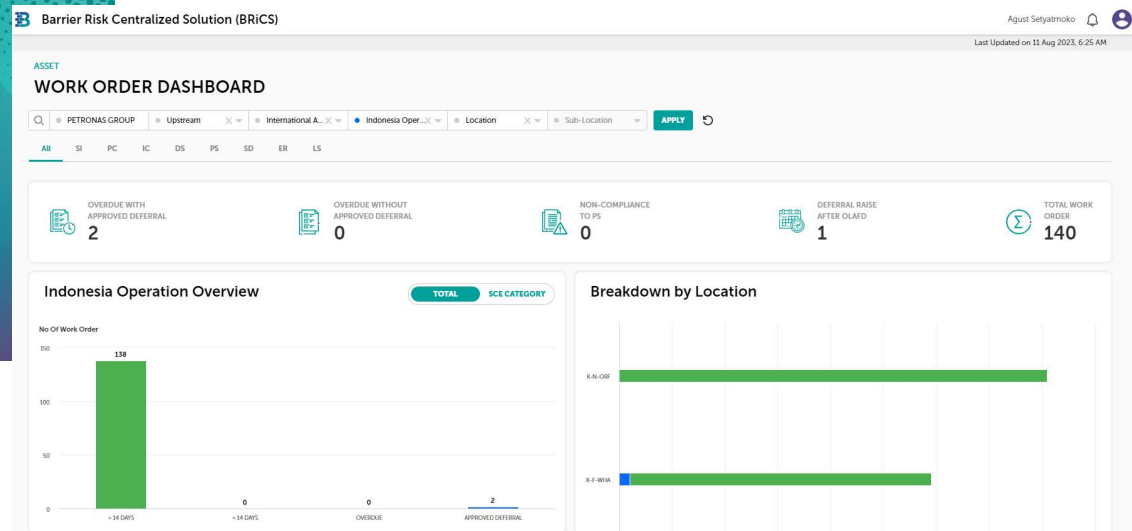 Barrier Risk Centralized Solution (BRiCS)
Agust Setyatmoko
Last Updated on 11 Aug 2023, 6:25 AM
ASSET
WORK ORDER DASHBOARD
PETRONAS GROUP Upstream International A... Indonesia Oper... Location Sub-Location APPLY
All SI PC IC DS PS SD ER LS
OVERDUE WITH
APPROVED DEFERRAL
2
OVERDUE WITHOUT
APPROVED DEFERRAL
0
NON-COMPLIANCE
TO PS
0
DEFERRAL RAISE
AFTER OLAFD
1
TOTAL WORK
ORDER
140
Indonesia Operation Overview
TOTAL SCE CATEGORY
No Of Work Order
150
138
100
50
0
0 0 2
> 14 DAYS < 14 DAYS OVERDUE APPROVED DEFERRAL
Breakdown by Location
K-N-ORF
K-F-WHA